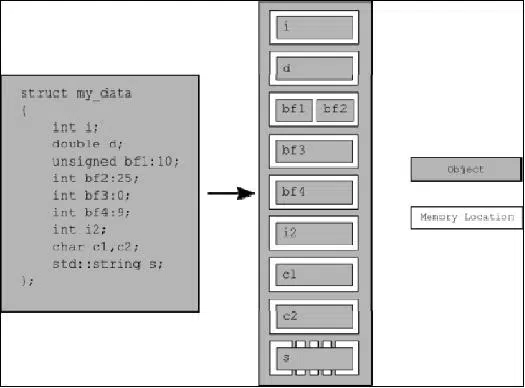 struct my_data
{
int i;
double d;
unsigned bf1:10;
int bf2:25;
int bf3:0;
int bf4:9;
int i2;
char c1,c2;
std::string s;
};
i
d
bf1 bf2
bf3
bf4
i2
c1
c2
s
Object
Memory Location